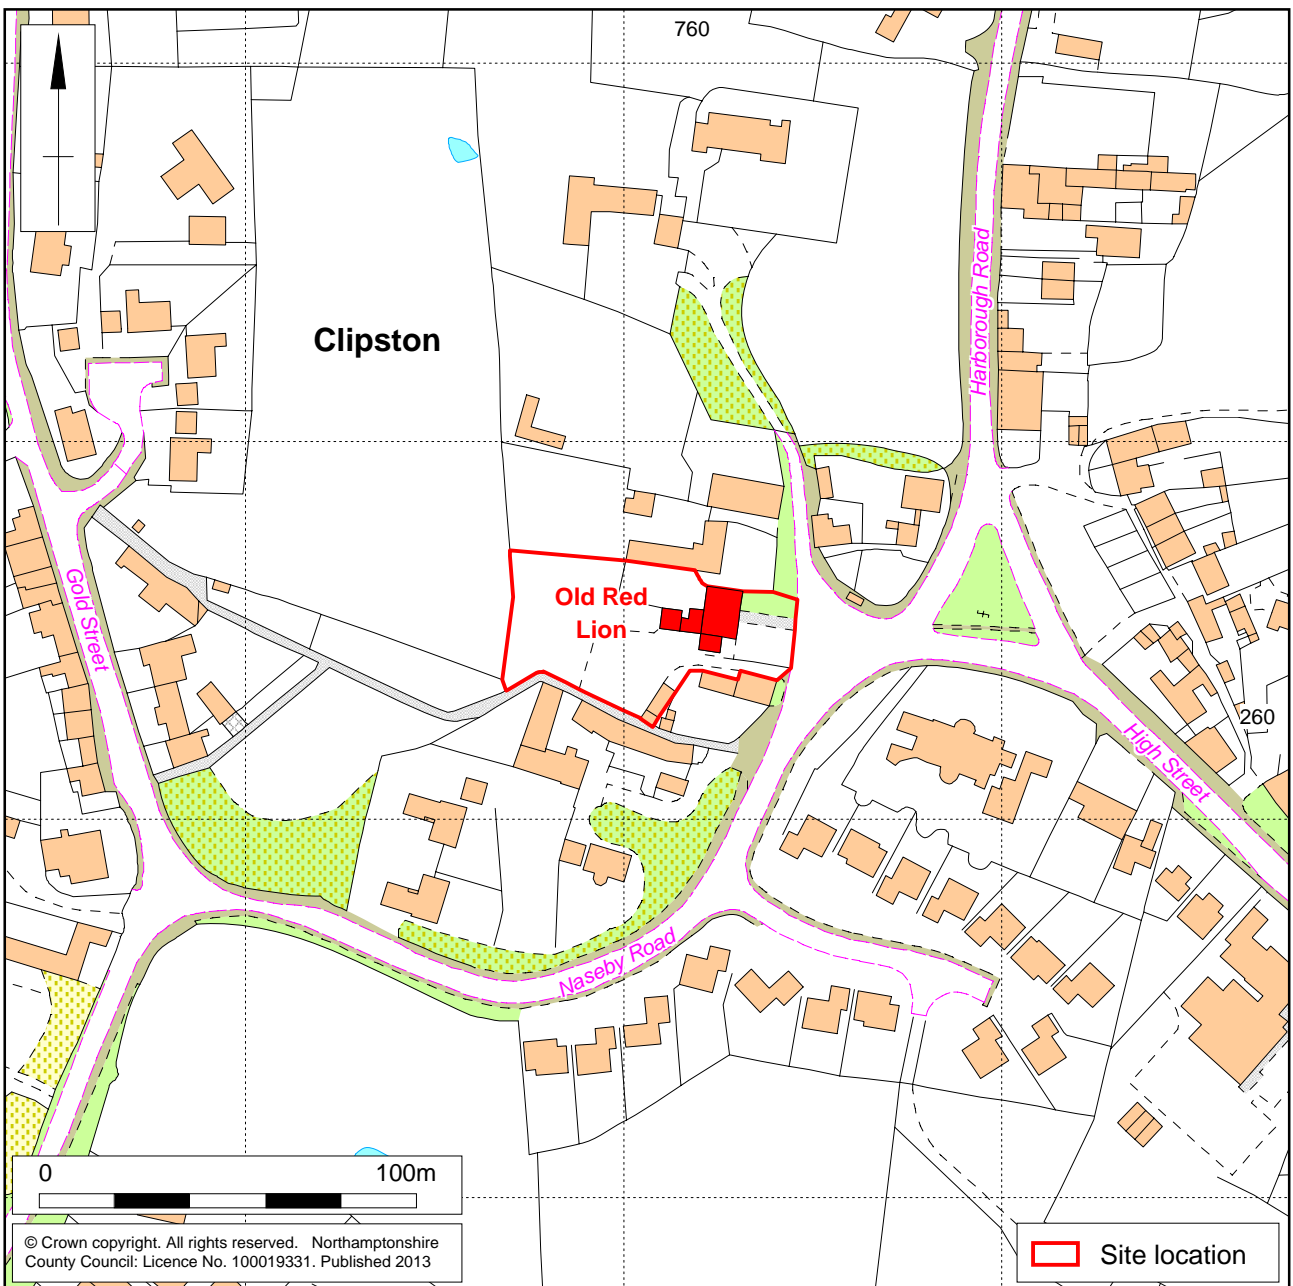 760
Harborough Road
Clipston
Gold Street
Old Red
Lion
260
High Street
Naseby Road
0 100m
© Crown copyright. All rights reserved. Northamptonshire
County Council: Licence No. 100019331. Published 2013
Site location